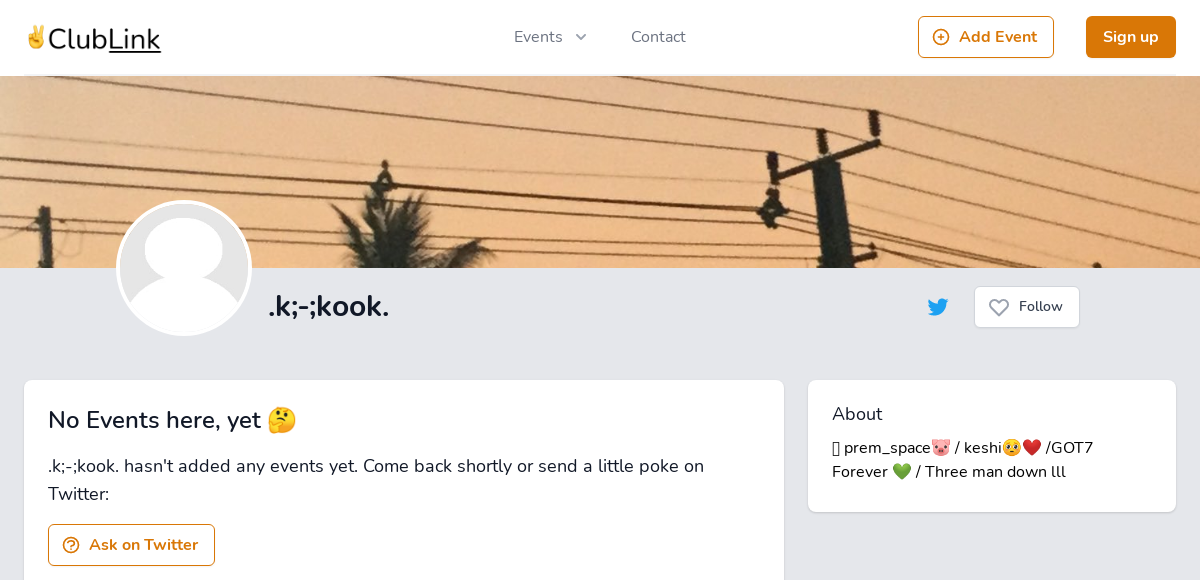 ✌️ClubLink
Events
Contact
Add Event
Sign up
.k;-;kook.
Follow
No Events here, yet 🤔
.k;-;kook. hasn't added any events yet. Come back shortly or send a little poke on
Twitter:
Ask on Twitter
About
prem_space🐷 / keshi🥺❤️ /GOT7
Forever 💚 / Three man down lll